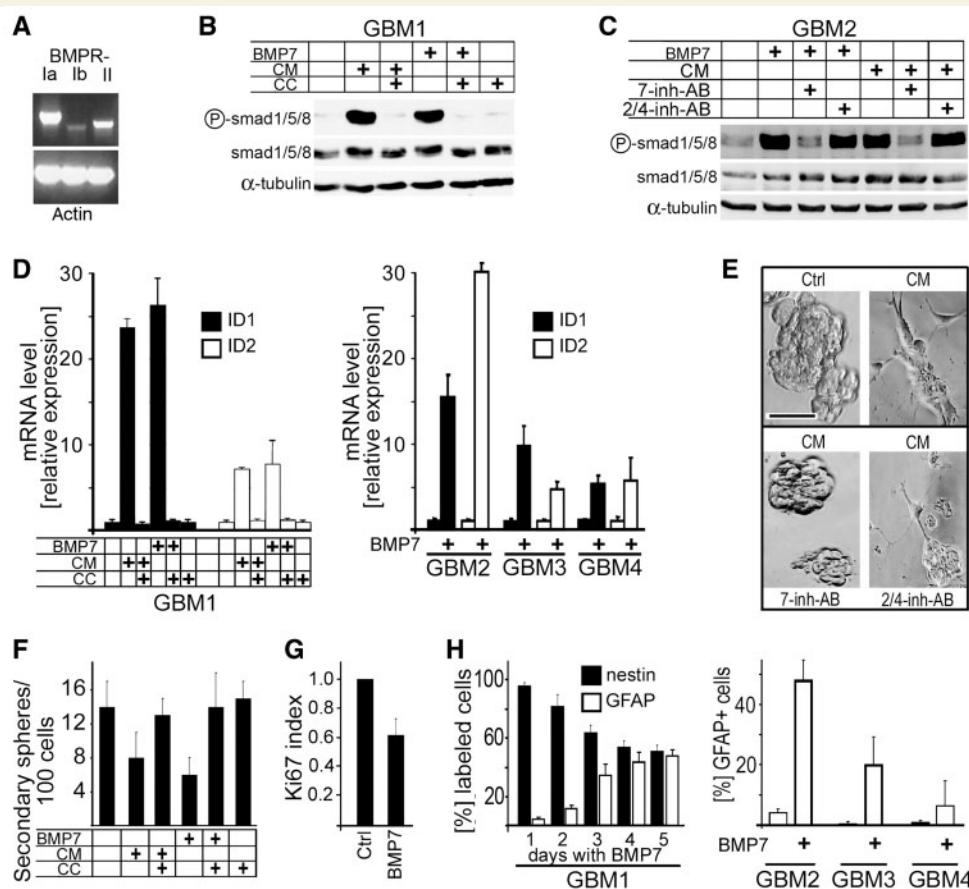 A
BMPR-
Ia Ib II
Actin
B
GBM1
BMP7 + +
CM + +
CC + + +
Ⓟ-smad1/5/8
smad1/5/8
α-tubulin
C
GBM2
BMP7 + + +
CM + + +
7-inh-AB + +
2/4-inh-AB + +
Ⓟ-smad1/5/8
smad1/5/8
α-tubulin
D
mRNA level
[relative expression]
30
20
10
ID1
ID2
BMP7 + + + +
CM + + + +
CC + + + + + +
GBM1
mRNA level
[relative expression]
30
20
10
ID1
ID2
BMP7 + + + + + +
GBM2 GBM3 GBM4
E
Ctrl CM
CM CM
7-inh-AB 2/4-inh-AB
F
Secondary spheres/
100 cells
16
12
8
4
BMP7 + +
CM + +
CC + + +
G
Ki67 index
1.0
0.8
0.6
0.4
0.2
Ctrl
BMP7
H
[%] labeled cells
100
60
20
nestin
GFAP
1 2 3 4 5
days with BMP7
GBM1
[%] GFAP+ cells
40
20
BMP7 + + +
GBM2 GBM3 GBM4